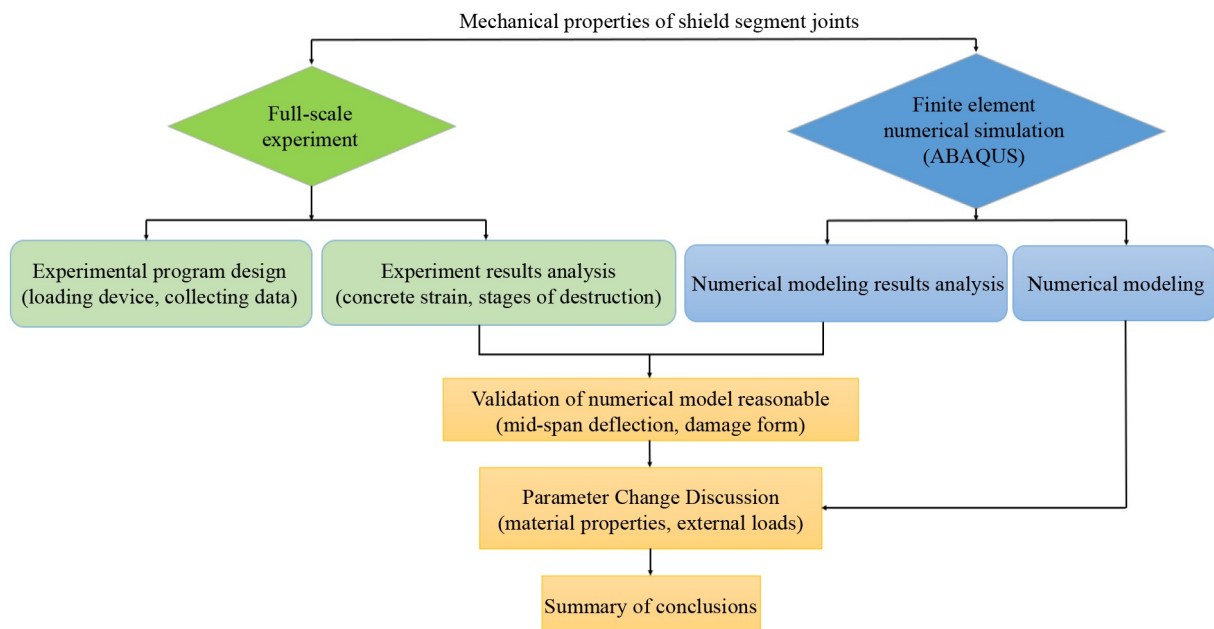 Mechanical properties of shield segment joints
Full-scale
experiment
Finite element
numerical simulation
(ABAQUS)
Experimental program design
(loading device, collecting data)
Experiment results analysis
(concrete strain, stages of destruction)
Numerical modeling results analysis
Numerical modeling
Validation of numerical model reasonable
(mid-span deflection, damage form)
Parameter Change Discussion
(material properties, external loads)
Summary of conclusions